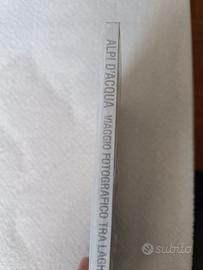 ALPI D'ACQUA VIAGGIO FOTOGRAFICO TRA LAGH
subito